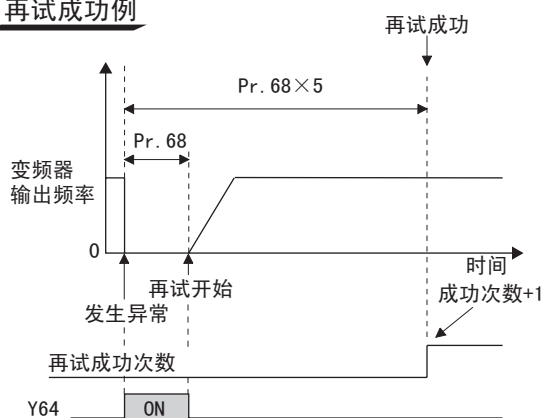 再试成功例
再试成功
Pr.68×5
Pr.68
变频器
输出频率
0
时间
再试开始
成功次数+1
发生异常
再试成功次数
Y64
ON